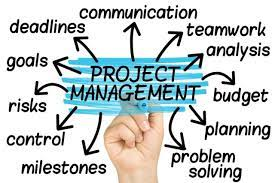 communication
deadlines
teamwork
goals
analysis
PROJECT
MANAGEMENT
risks
budget
control
planning
milestones
problem
solving